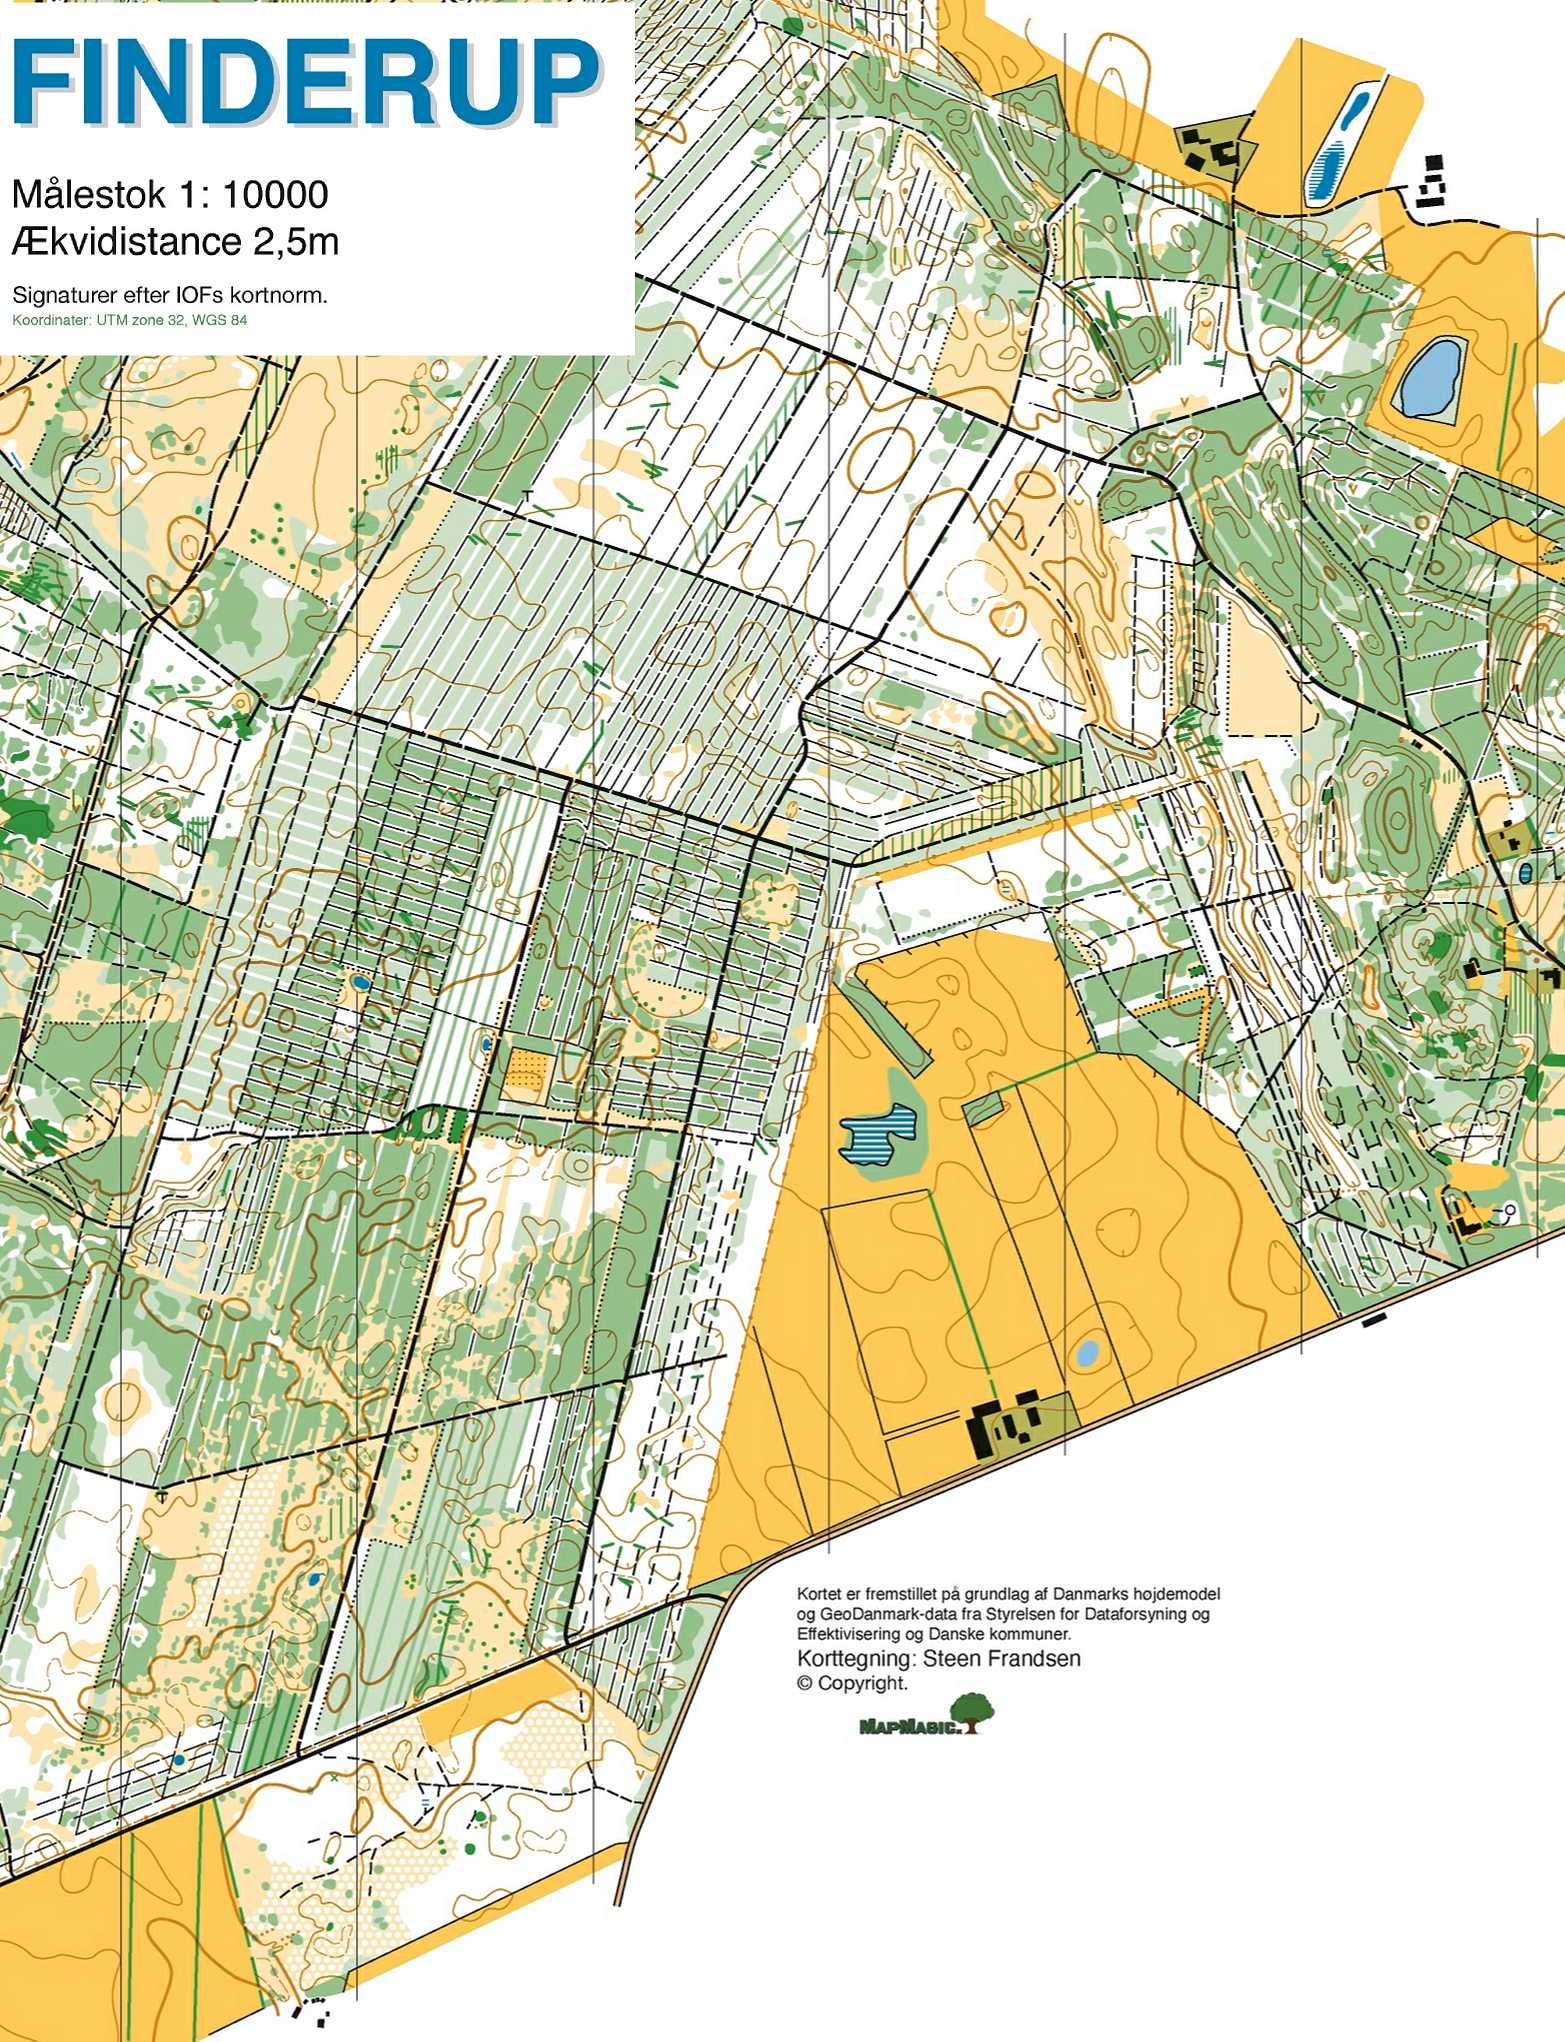 FINDERUP
Målestok 1: 10000
Ækvidistance 2,5m
Signaturer efter IOFs kortnorm.
Koordinater: UTM zone 32, WGS 84
Kortet er fremstillet på grundlag af Danmarks højdemodel
og GeoDanmark-data fra Styrelsen for Dataforsyning og
Effektivisering og Danske kommuner.
Korttegning: Steen Frandsen
© Copyright.
MAPMAGIC.